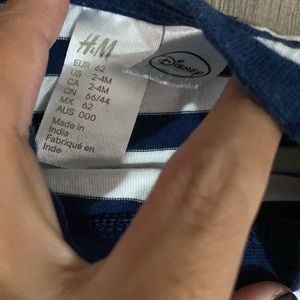 H&M
EUR 62
US 2-4M
CA 2-4M
CN 66/44
MX 62
AUS 000
Made in
India
Fabriqué en
Inde
Disney